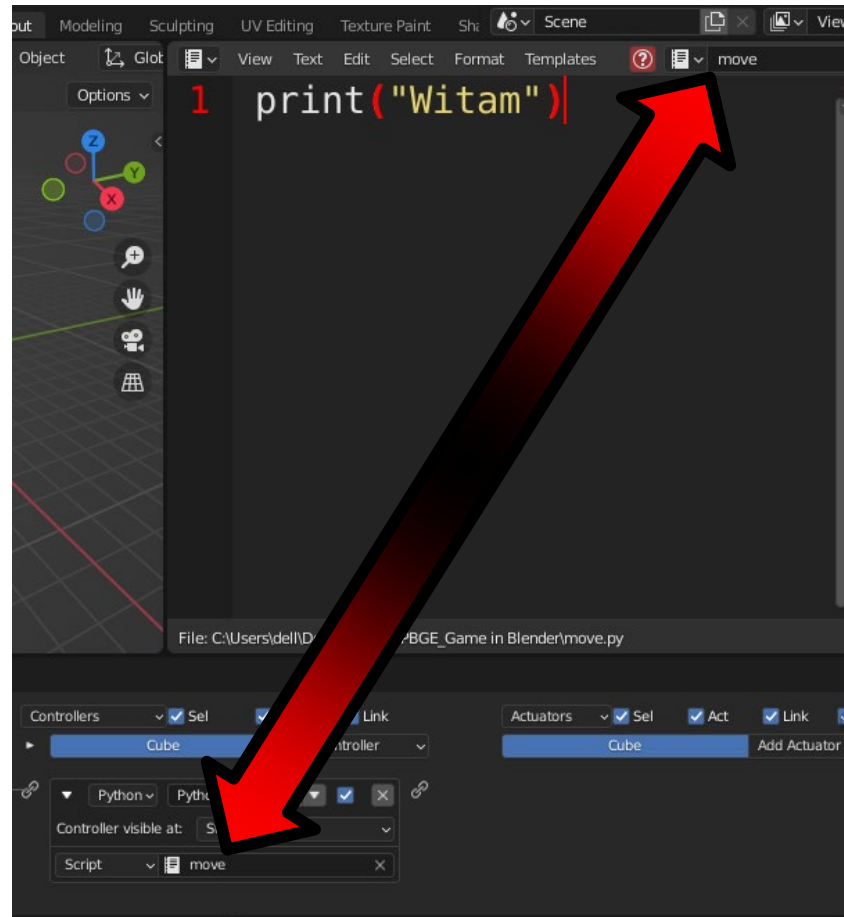 out Modeling Sculpting UV Editing Texture Paint Sha Scene View
Object Glot View Text Edit Select Format Templates ? move
Options
1 print("Witam")
Z
Y
X
File: C:\Users\dell\D PBGE_Game in Blender\move.py
Controllers Sel Link Actuators Sel Act Link
Cube ntroller Cube Add Actuator
Python Pytho
Controller visible at: S
Script move